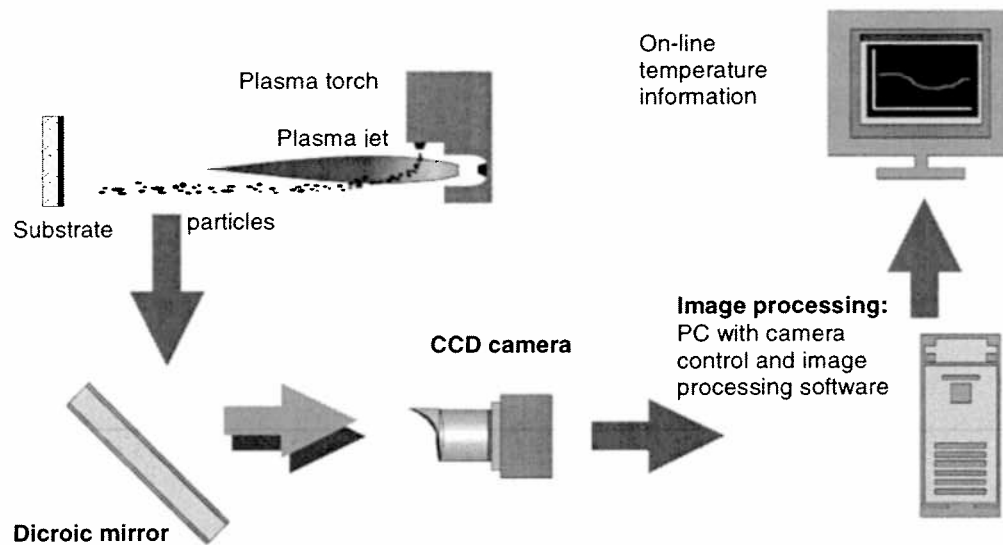 On-line
temperature
information
Plasma torch
Plasma jet
Substrate
particles
Image processing:
PC with camera
control and image
processing software
CCD camera
Dicroic mirror